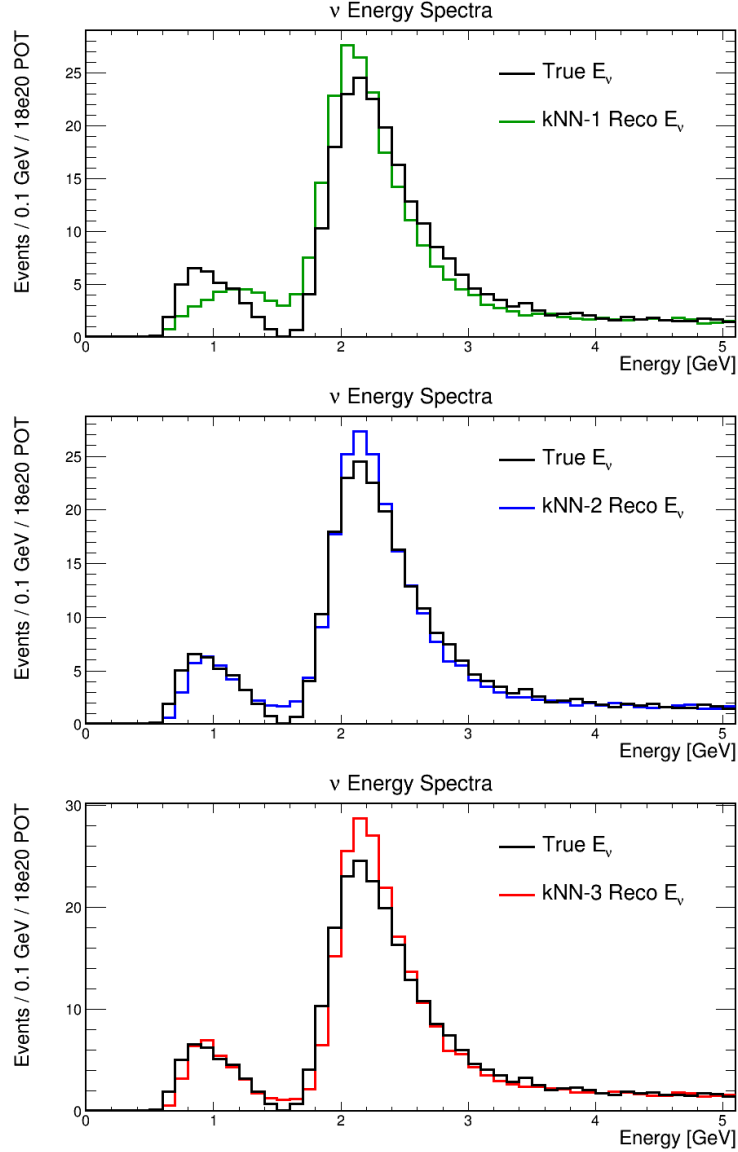 ν Energy Spectra
Events / 0.1 GeV / 18e20 POT
25
20
15
10
5
0
True Eν
kNN-1 Reco Eν
0 1 2 3 4 5
Energy [GeV]
ν Energy Spectra
Events / 0.1 GeV / 18e20 POT
25
20
15
10
5
0
True Eν
kNN-2 Reco Eν
0 1 2 3 4 5
Energy [GeV]
ν Energy Spectra
Events / 0.1 GeV / 18e20 POT
30
20
10
0
True Eν
kNN-3 Reco Eν
0 1 2 3 4 5
Energy [GeV]